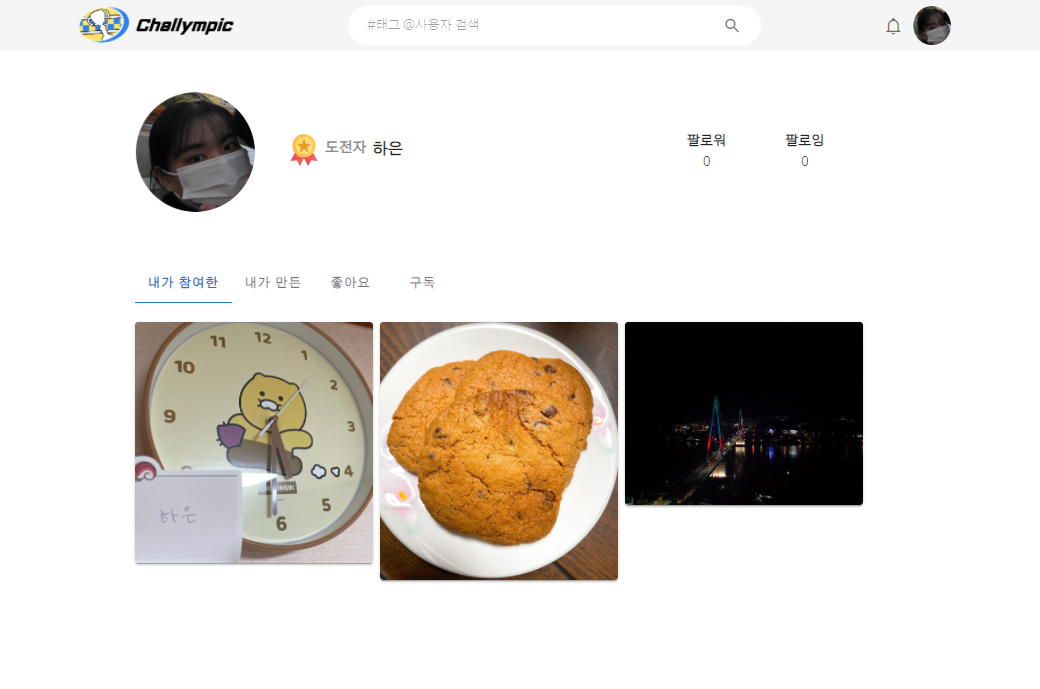 Challympic
#태그 @사용자 검색
도전자 하은
팔로워
0
팔로잉
0
내가 참여한
내가 만든
좋아요
구독
11 12 1
10 2
9 3
4
5
6
하은